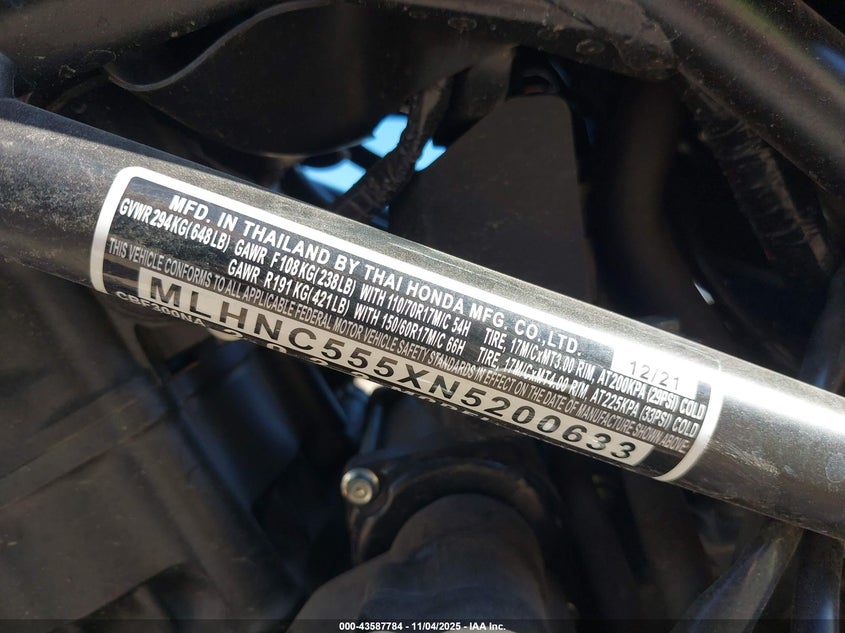 MFD. IN THAILAND BY THAI HONDA MFG. CO.,LTD. 12/21
GVWR 294KG(648LB) GAWR F108KG(238LB) WITH 110/70R17M/C 54H TIRE, 17M/CxMT3.00 RIM, AT200KPA (29PSI) COLD
GAWR R191KG(421LB) WITH 150/60R17M/C 66H TIRE, 17M/CxMT4.00 RIM, AT225KPA (33PSI) COLD
THIS VEHICLE CONFORMS TO ALL APPLICABLE FEDERAL MOTOR VEHICLE SAFETY STANDARDS IN EFFECT ON THE DATE OF MANUFACTURE SHOWN ABOVE
MLHNC555XN5200633
CBF300NA
000-43587784 - 11/04/2025 - IAA Inc.